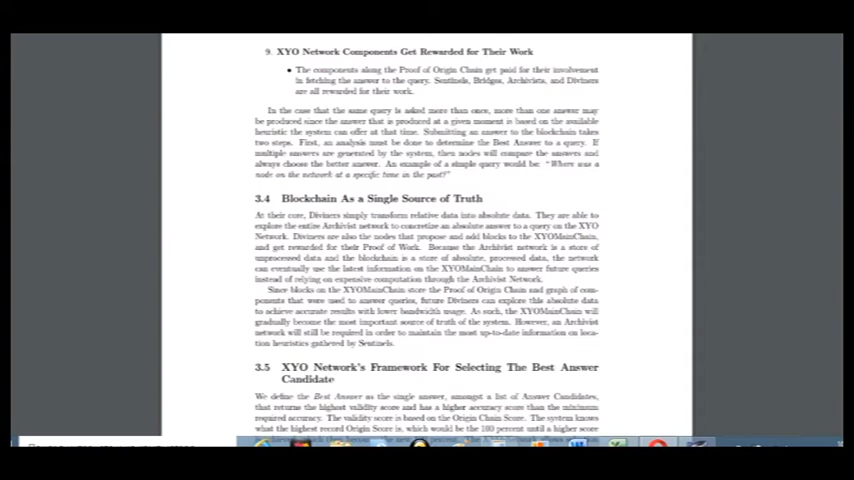 9. XYO Network Components Get Rewarded for Their Work
• The components along the Proof of Origin Chain get paid for their involvement
in fetching the answer to the query. Sentinels, Bridges, Archivists, and Diviners
are all rewarded for their work.
In the case that the same query is asked more than once, more than one answer may
be produced since the answer that is produced at a given moment is based on the available
heuristic the system can offer at that time. Submitting an answer to the blockchain takes
two steps. First, an analysis must be done to determine the Best Answer to a query. If
multiple answers are generated by the system, then nodes will compare the answers and
always choose the better answer. An example of a simple query would be: "Where was a
node on the network at a specific time in the past?"
3.4 Blockchain As a Single Source of Truth
At their core, Diviners simply transform relative data into absolute data. They are able to
explore the entire Archivist network to concretize an absolute answer to a query on the XYO
Network. Diviners are also the nodes that propose and add blocks to the XYOMainChain,
and get rewarded for their Proof of Work. Because the Archivist network is a store of
unprocessed data and the blockchain is a store of absolute, processed data, the network
can eventually use the latest information on the XYOMainChain to answer future queries
instead of relying on expensive computation through the Archivist Network.
Since blocks on the XYOMainChain store the Proof of Origin Chain and graph of com-
ponents that were used to answer queries, future Diviners can explore this absolute data
to achieve accurate results with lower bandwidth usage. As such, the XYOMainChain will
gradually become the most important source of truth of the system. However, an Archivist
network will still be required in order to maintain the most up-to-date information on loca-
tion heuristics gathered by Sentinels.
3.5 XYO Network's Framework For Selecting The Best Answer
Candidate
We define the Best Answer as the single answer, amongst a list of Answer Candidates,
that returns the highest validity score and has a higher accuracy score than the minimum
required accuracy. The validity score is based on the Origin Chain Score. The system knows
what the highest record Origin Score is, which would be the 100 percent until a higher score